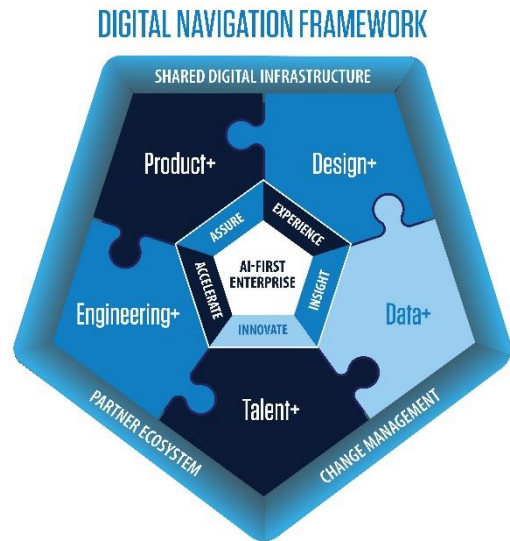 DIGITAL NAVIGATION FRAMEWORK
SHARED DIGITAL INFRASTRUCTURE
Product+
Design+
ASSURE
EXPERIENCE
AI-FIRST
ENTERPRISE
ACCELERATE
INSIGHT
INNOVATE
Engineering+
Data+
Talent+
PARTNER ECOSYSTEM
CHANGE MANAGEMENT